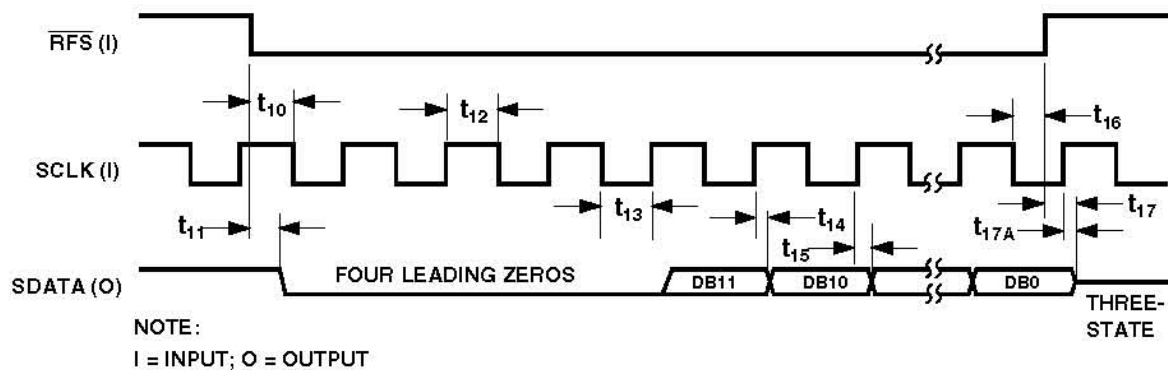 RFS (I)
t10
t12
t16
SCLK (I)
t11
t13
t14
t15
t17A
t17
SDATA (O)
FOUR LEADING ZEROS
DB11
DB10
DB0
THREE-
STATE
NOTE:
I = INPUT; O = OUTPUT